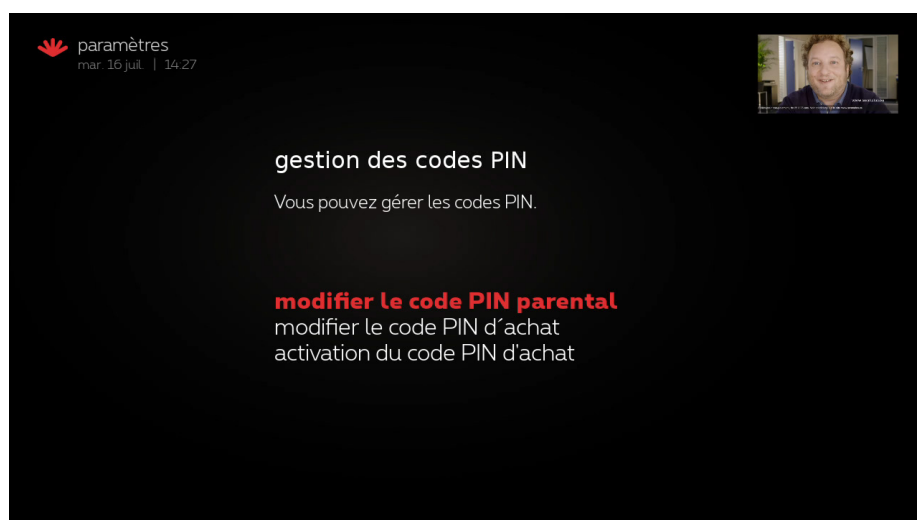 paramètres
mar. 16 juil. | 14:27
gestion des codes PIN
Vous pouvez gérer les codes PIN.
modifier le code PIN parental
modifier le code PIN d´achat
activation du code PIN d'achat